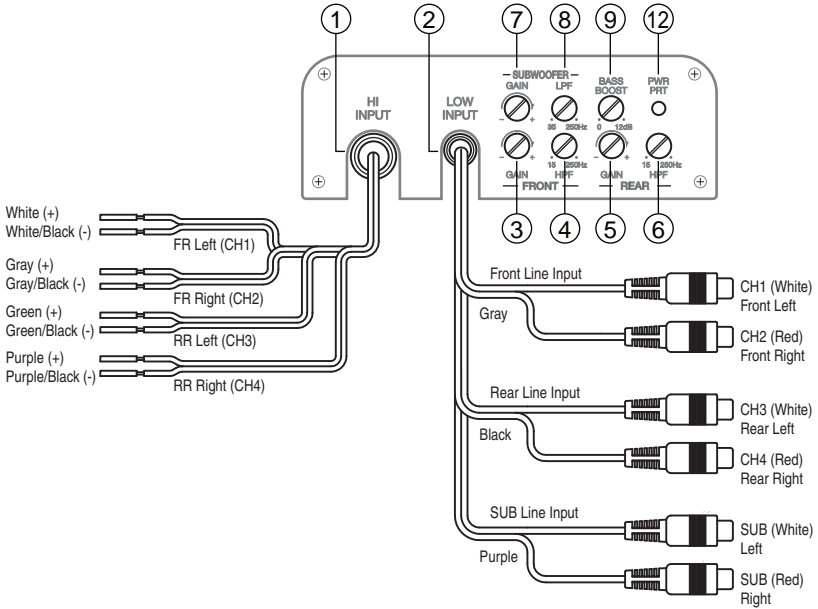 1
2
7
8
9
12
HI
INPUT
LOW
INPUT
SUBWOOFER
GAIN
LPF
BASS
BOOST
PWR
PRT
- +
35 250Hz
0 12dB
- +
15 250Hz
- +
15 250Hz
GAIN
HPF
GAIN
HPF
FRONT
REAR
3
4
5
6
White (+)
White/Black (-)
FR Left (CH1)
Gray (+)
Gray/Black (-)
FR Right (CH2)
Green (+)
Green/Black (-)
RR Left (CH3)
Purple (+)
Purple/Black (-)
RR Right (CH4)
Front Line Input
Gray
CH1 (White)
Front Left
CH2 (Red)
Front Right
Rear Line Input
Black
CH3 (White)
Rear Left
CH4 (Red)
Rear Right
SUB Line Input
Purple
SUB (White)
Left
SUB (Red)
Right